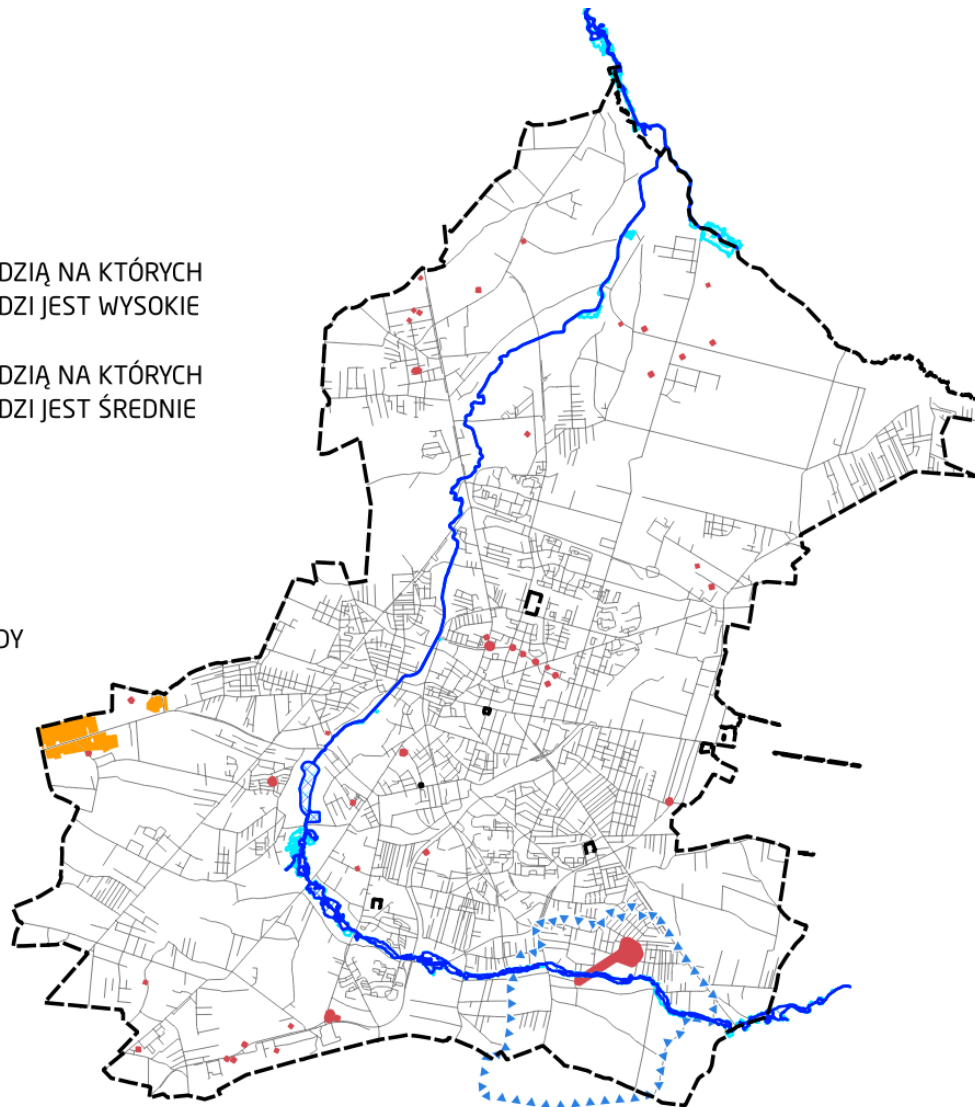 DZIĄ NA KTÓRYCH
DZI JEST WYSOKIE
DZIĄ NA KTÓRYCH
DZI JEST ŚREDNIE
DY